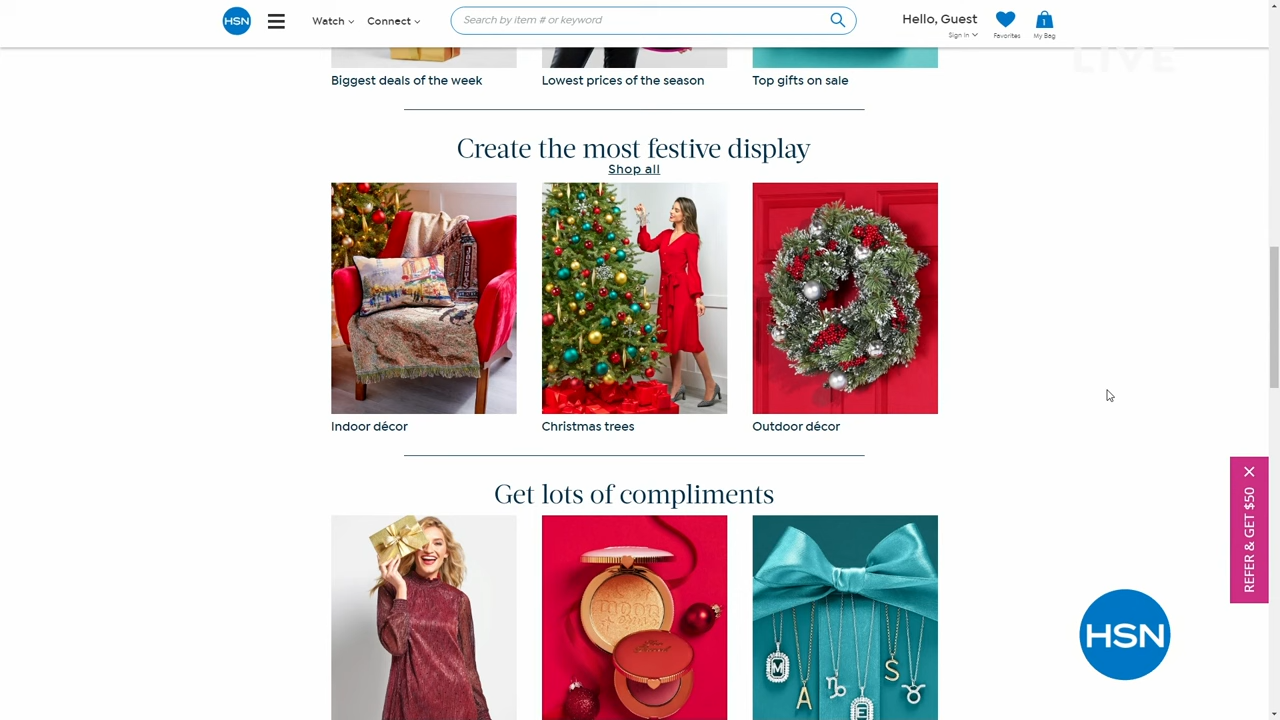 HSN
Watch
Connect
Search by item # or keyword
Hello, Guest
Sign In
Favorites
1
My Bag
LIVE
Biggest deals of the week
Lowest prices of the season
Top gifts on sale
Create the most festive display
Shop all
Indoor décor
Christmas trees
Outdoor décor
Get lots of compliments
REFER & GET $50
HSN
M
A
E
S